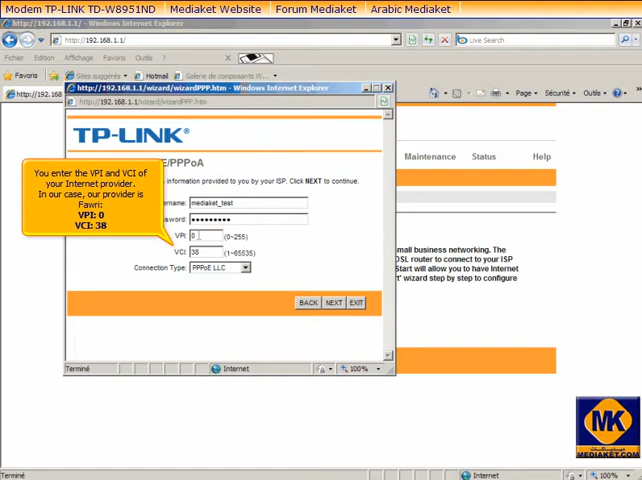 Modem TP-LINK TD-W8951ND Mediaket Website Forum Mediaket Arabic Mediaket
http://192.168.1.1/ - Windows Internet Explorer
http://192.168.1.1/
Live Search
Fichier Edition Affichage Favoris Outils ?
Favoris Sites suggérés Hotmail Galerie de composants W...
http://192.168. Page Sécurité Outils
http://192.168.1.1/wizard/wizardPPP.htm - Windows Internet Explorer
http://192.168.1.1/wizard/wizardPPP.htm
TP-LINK®
Maintenance Status Help
E/PPPoA
information provided to you by your ISP. Click NEXT to continue.
You enter the VPI and VCI of
your Internet provider.
In our case, our provider is
Fawri:
VPI: 0
VCI: 38
ername: mediaket_test
ssword: •••••••••
VPI: 0 (0~255)
VCI: 38 (1~65535)
Connection Type: PPPoE LLC
mall business networking. The
DSL router to connect to your ISP
Start will allow you to have Internet
' wizard step by step to configure
BACK NEXT EXIT
Terminé Internet 100%
MK
MEDIAKET.COM
Terminé Internet 100%